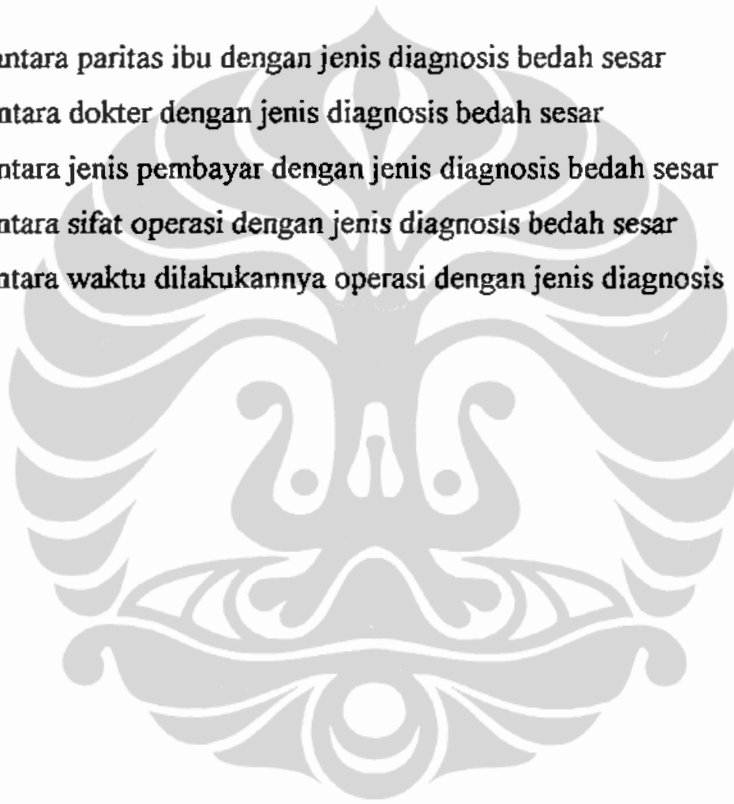 antara paritas ibu dengan jenis diagnosis bedah sesar
ntara dokter dengan jenis diagnosis bedah sesar
ntara jenis pembayar dengan jenis diagnosis bedah sesar
ntara sifat operasi dengan jenis diagnosis bedah sesar
ntara waktu dilakukannya operasi dengan jenis diagnosis